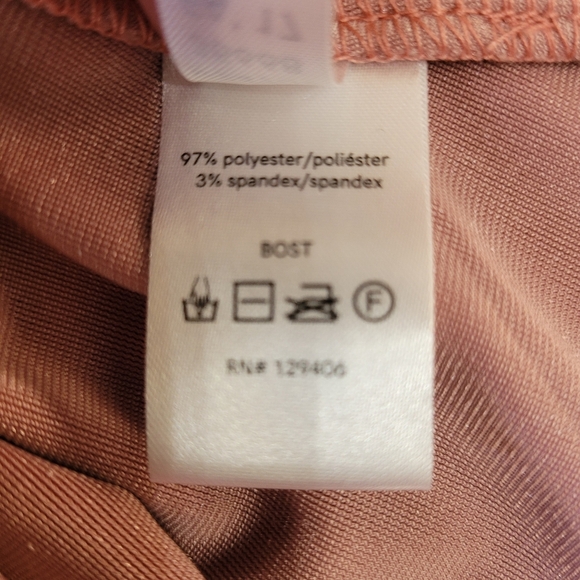 97% polyester/poliéster
3% spandex/spandex
BOST
F
RN# 129406